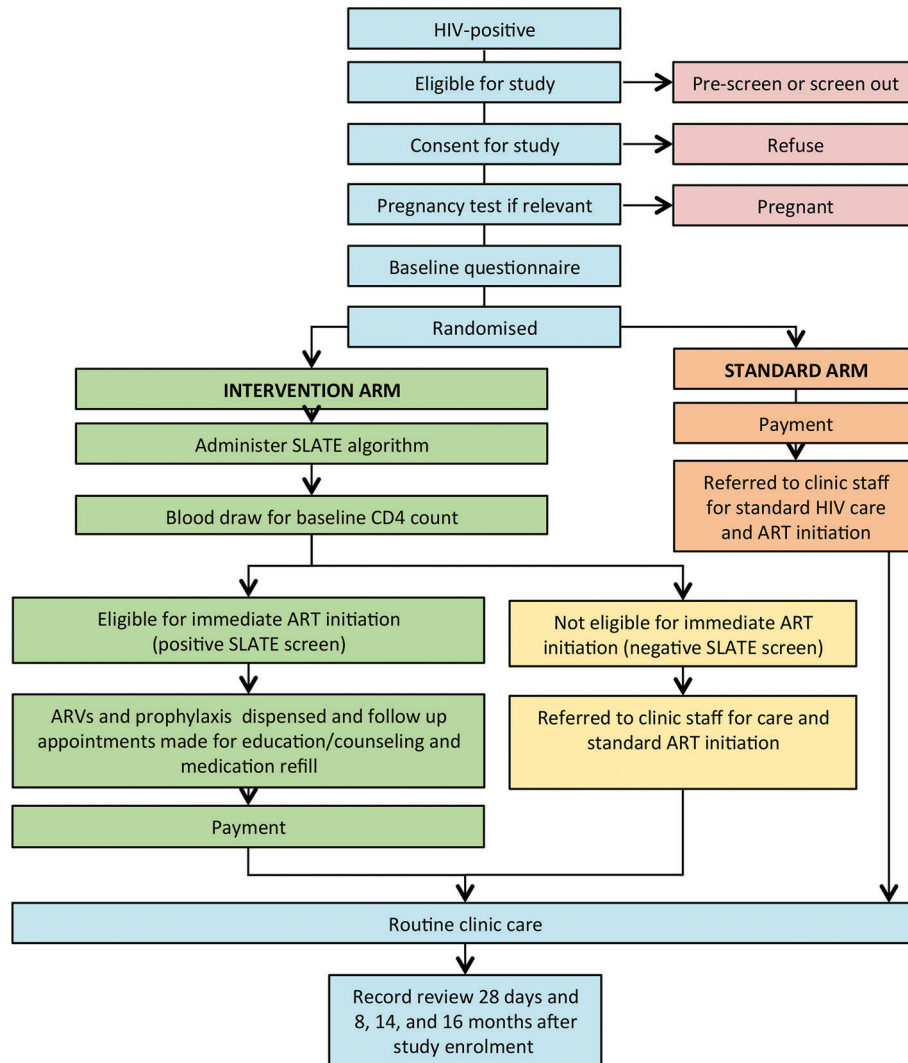 HIV-positive
Eligible for study
Pre-screen or screen out
Consent for study
Refuse
Pregnancy test if relevant
Pregnant
Baseline questionnaire
Randomised
INTERVENTION ARM
STANDARD ARM
Administer SLATE algorithm
Payment
Blood draw for baseline CD4 count
Referred to clinic staff
for standard HIV care
and ART initiation
Eligible for immediate ART initiation
(positive SLATE screen)
Not eligible for immediate ART
initiation (negative SLATE screen)
ARVs and prophylaxis dispensed and follow up
appointments made for education/counseling and
medication refill
Referred to clinic staff for care and
standard ART initiation
Payment
Routine clinic care
Record review 28 days and
8, 14, and 16 months after
study enrolment